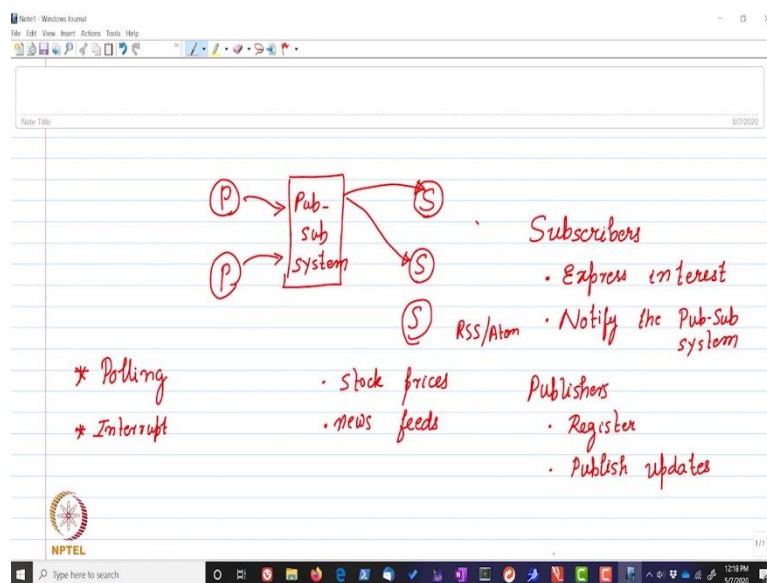 Note1 - Windows Journal
File Edit View Insert Actions Tools Help
Note Title
5/7/2020
P
Pub-
sub
system
S
P
S
S
RSS/Atom
Subscribers
· Express interest
· Notify the Pub-Sub
system
* Polling
* Interrupt
· stock prices
· news feeds
Publishers
· Register
· Publish updates
NPTEL
1/1
Type here to search
12:18 PM
5/7/2020